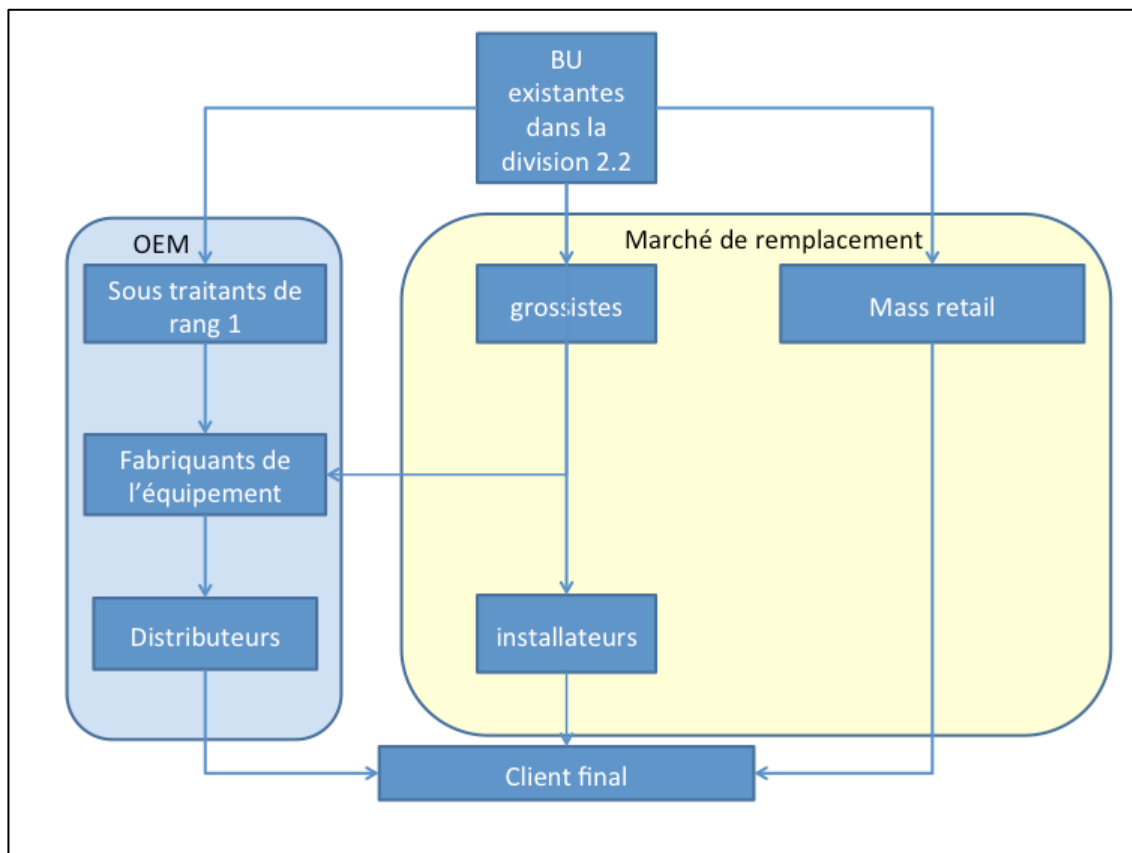 BU
existantes
dans la
division 2.2
OEM
Marché de remplacement
Sous traitants de
rang 1
grossistes
Mass retail
Fabriquants de
l’équipement
Distributeurs
installateurs
Client final